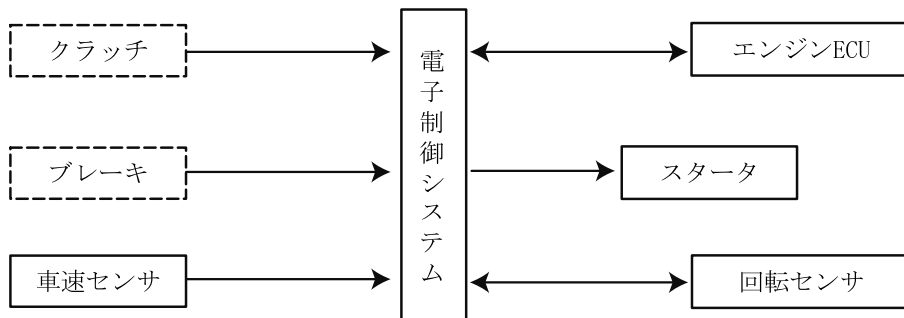 クラッチ
ブレーキ
車速センサ
電子制御システム
エンジンECU
スタータ
回転センサ